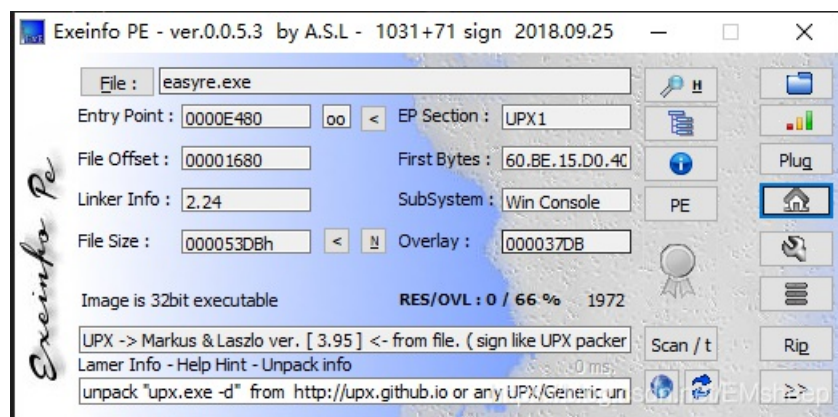 Exeinfo PE - ver.0.0.5.3 by A.S.L - 1031+71 sign 2018.09.25
File : easyre.exe H
Entry Point : 0000E480 oo < EP Section : UPX1
File Offset : 00001680 First Bytes : 60.BE.15.D0.40 Plug
Linker Info : 2.24 SubSystem : Win Console PE
File Size : 000053DBh < N Overlay : 000037DB
Image is 32bit executable RES/OVL : 0 / 66 % 1972
UPX -> Markus & Laszlo ver. [ 3.95 ] <- from file. ( sign like UPX packer Scan / t Rip
Lamer Info - Help Hint - Unpack info 0 ms.
unpack "upx.exe -d" from http://upx.github.io or any UPX/Generic un >>
Exeinfo Pe